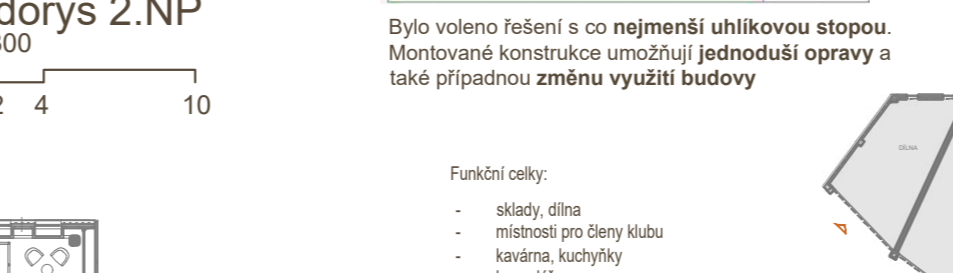 dorys 2.NP
300
2 4 10
Bylo voleno řešení s co nejmenší uhlíkovou stopou.
Montované konstrukce umožňují jednoduší opravy a
také případnou změnu využití budovy
Funkční celky:
- sklady, dílna
- místnosti pro členy klubu
- kavárna, kuchyňky
DÍLNA